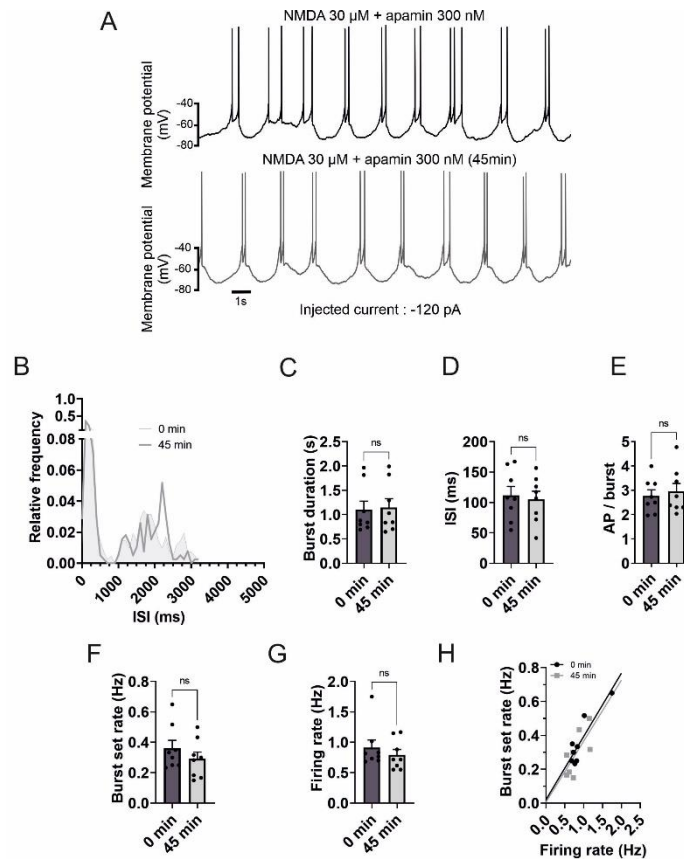 A
NMDA 30 µM + apamin 300 nM
Membrane potential
(mV)
-40
-60
-80
NMDA 30 µM + apamin 300 nM (45min)
Membrane potential
(mV)
-40
-60
-80
1s
Injected current : -120 pA
B
Relative frequency
1.0
0.5
0.08
0.06
0.04
0.02
0.00
0 min
45 min
0
1000
2000
3000
4000
5000
ISI (ms)
C
Burst duration (s)
2.5
2.0
1.5
1.0
0.5
0.0
ns
0 min
45 min
D
ISI (ms)
200
150
100
50
0
ns
0 min
45 min
E
AP / burst
5
4
3
2
1
0
ns
0 min
45 min
F
Burst set rate (Hz)
0.8
0.6
0.4
0.2
0.0
ns
0 min
45 min
G
Firing rate (Hz)
2.0
1.5
1.0
0.5
0.0
ns
0 min
45 min
H
Burst set rate (Hz)
0.8
0.6
0.4
0.2
0.0
0 min
45 min
0.0
0.5
1.0
1.5
2.0
2.5
Firing rate (Hz)